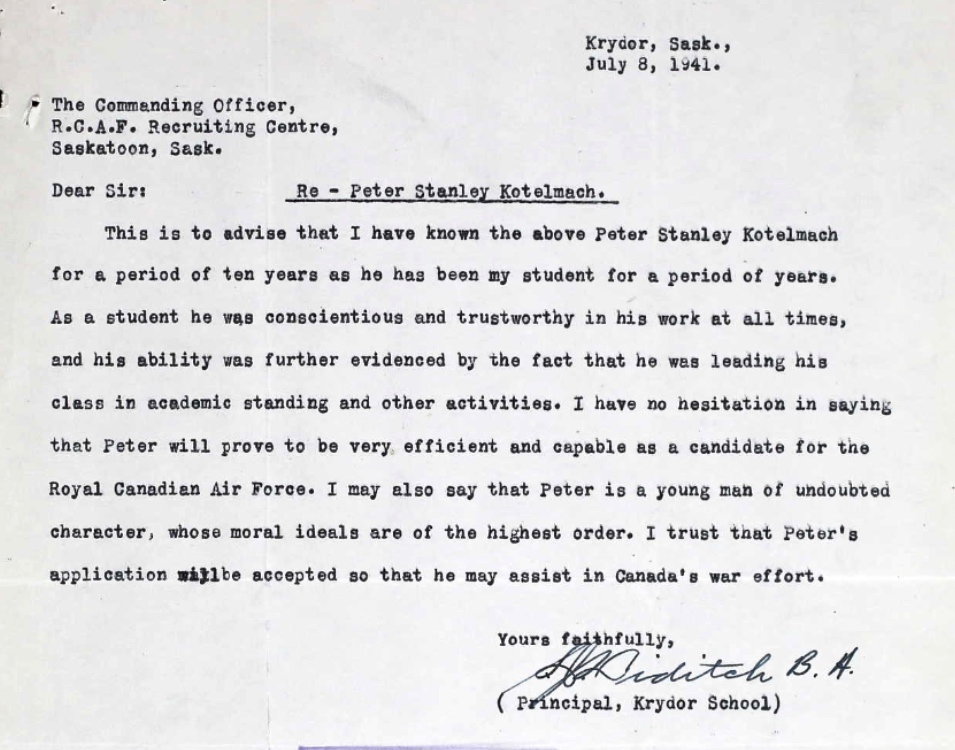 Krydor, Sask.,
July 8, 1941.
The Commanding Officer,
R.C.A.F. Recruiting Centre,
Saskatoon, Sask.
Dear Sir: Re - Peter Stanley Kotelmach.
This is to advise that I have known the above Peter Stanley Kotelmach
for a period of ten years as he has been my student for a period of years.
As a student he was conscientious and trustworthy in his work at all times,
and his ability was further evidenced by the fact that he was leading his
class in academic standing and other activities. I have no hesitation in saying
that Peter will prove to be very efficient and capable as a candidate for the
Royal Canadian Air Force. I may also say that Peter is a young man of undoubted
character, whose moral ideals are of the highest order. I trust that Peter's
application will be accepted so that he may assist in Canada's war effort.
Yours faithfully,
B. A.
( Principal, Krydor School)